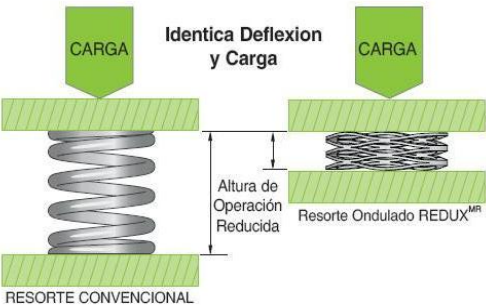 CARGA
Identica Deflexion
y Carga
CARGA
Altura de
Operación
Reducida
Resorte Ondulado REDUX MR
RESORTE CONVENCIONAL